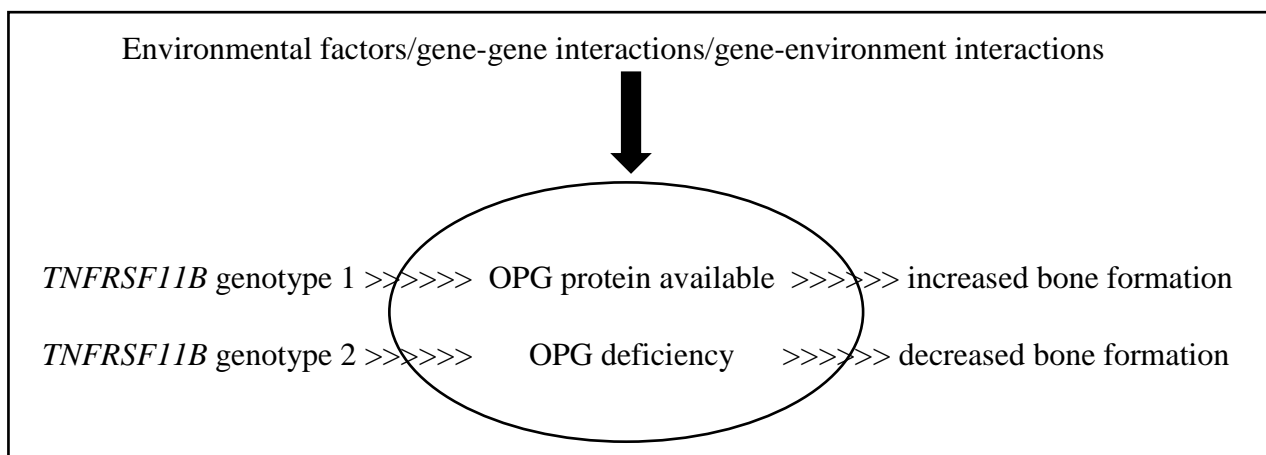 Environmental factors/gene-gene interactions/gene-environment interactions
TNFRSF11B genotype 1 >>>>>> OPG protein available >>>>>> increased bone formation
TNFRSF11B genotype 2 >>>>>> OPG deficiency >>>>>> decreased bone formation